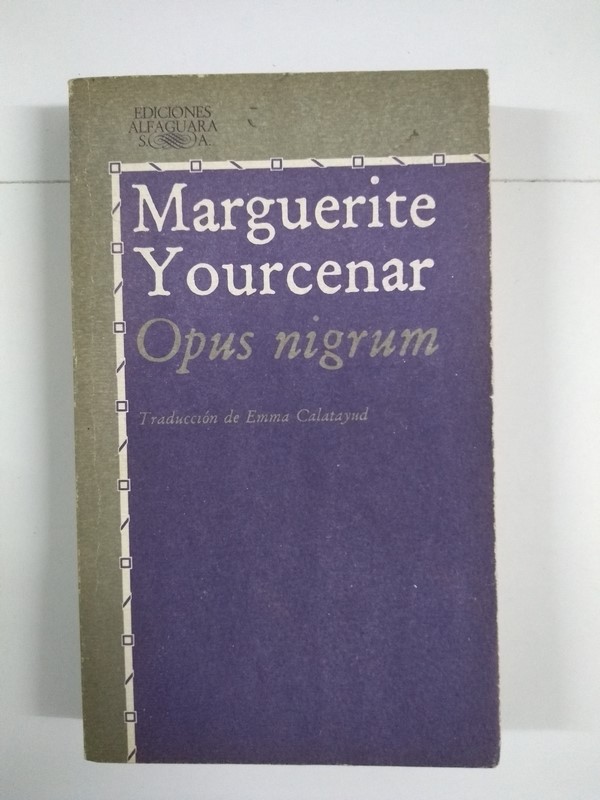 EDICIONES
ALFAGUARA
S. A.
Marguerite
Yourcenar
Opus nigrum
Traducción de Emma Calatayud